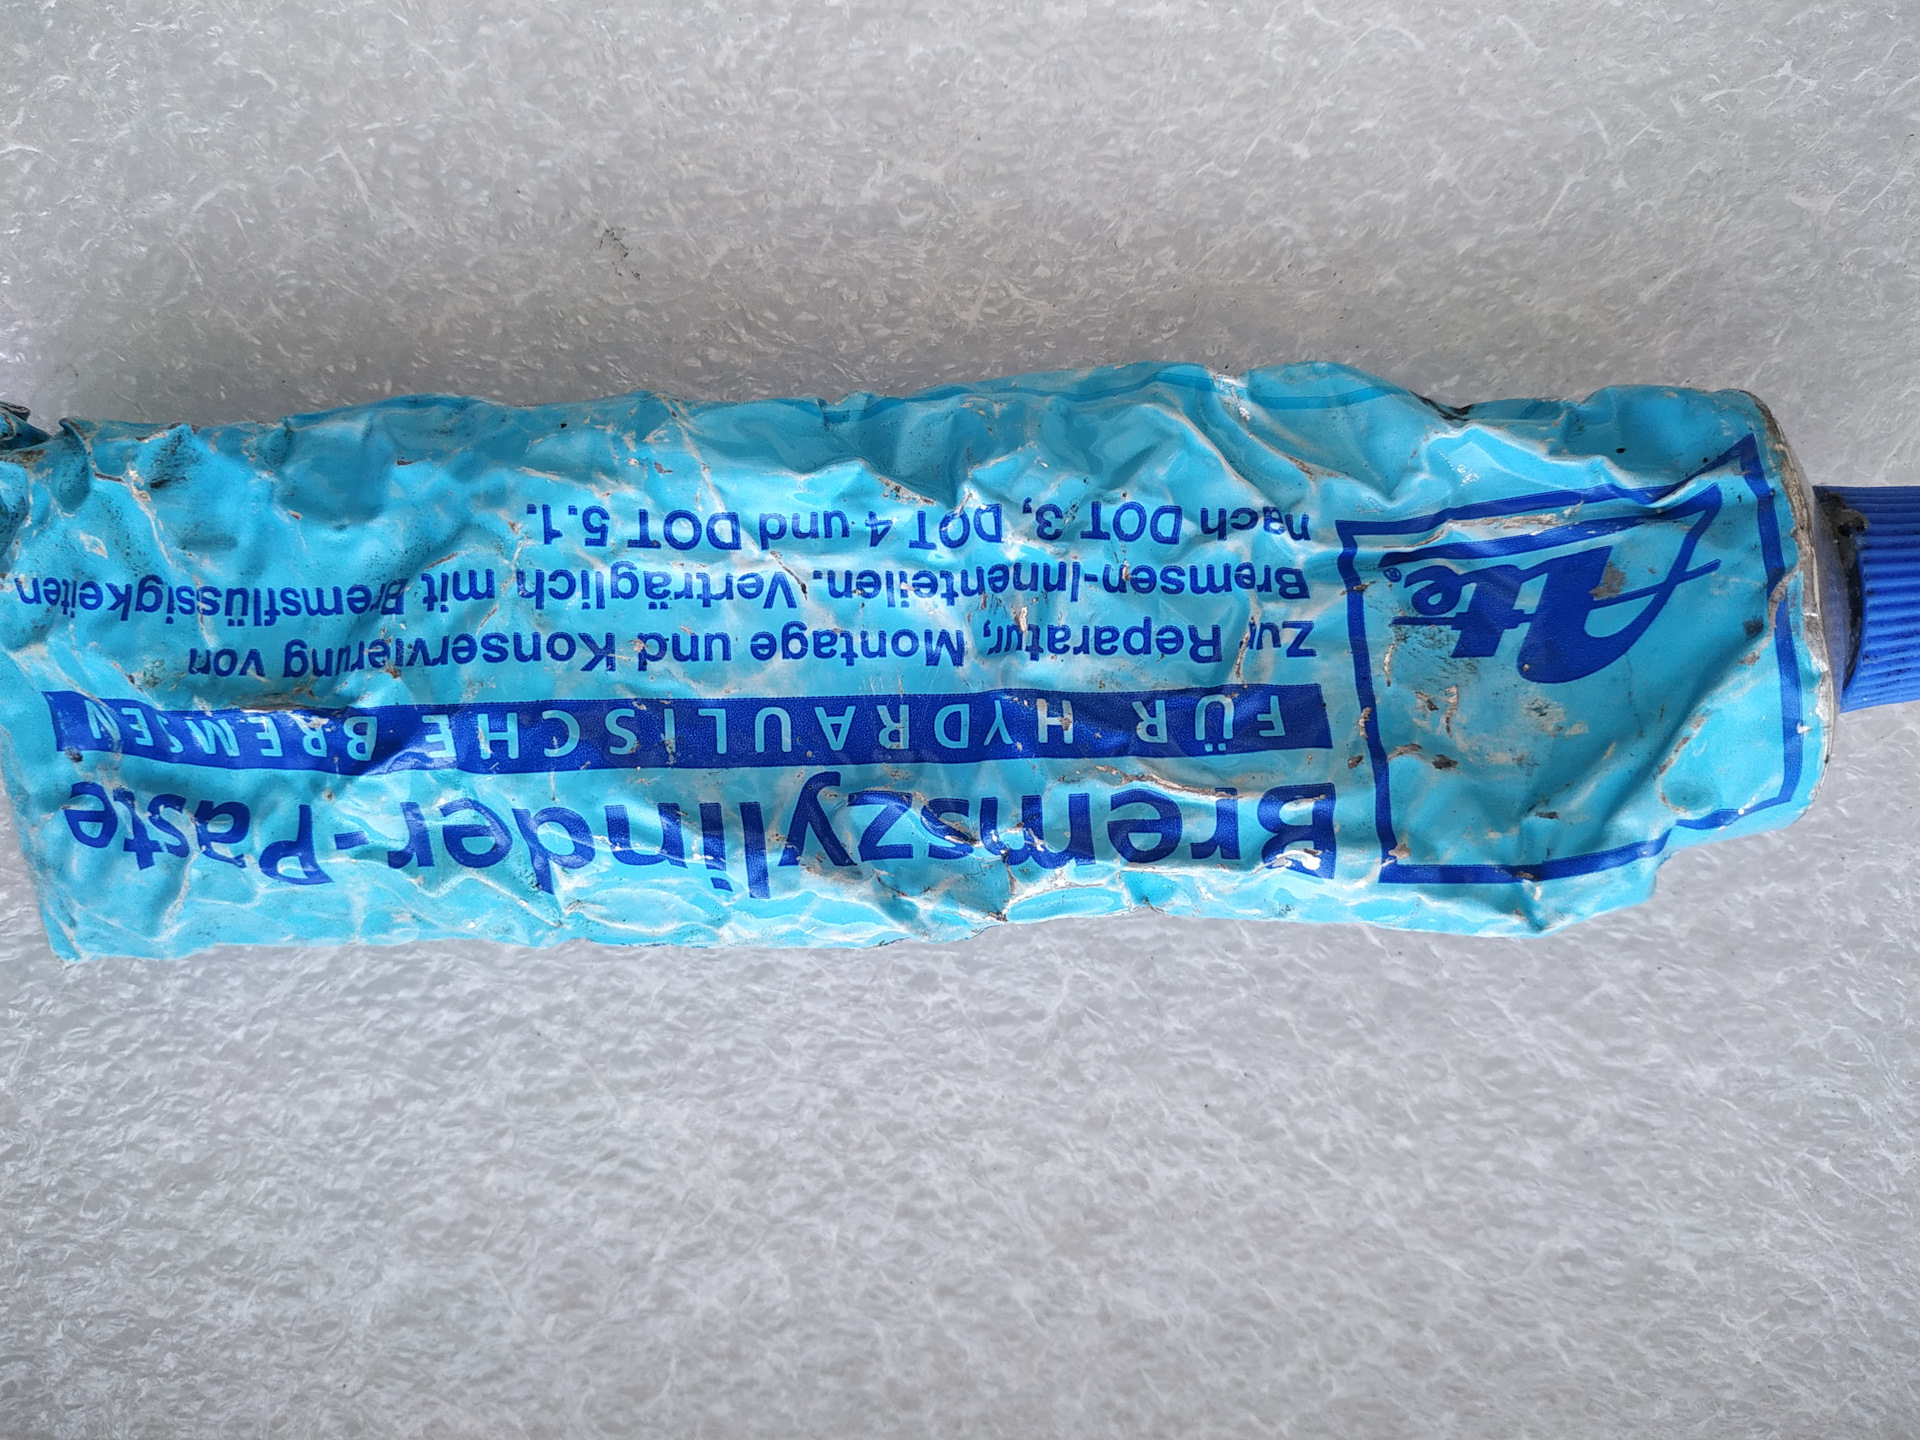 Ate
Bremszylinder-Paste
FÜR HYDRAULISCHE BREMSEN
Zur Reparatur, Montage und Konservierung von
Bremsen-Innenteilen. Verträglich mit Bremsflüssigkeiten
nach DOT 3, DOT 4 und DOT 5.1.